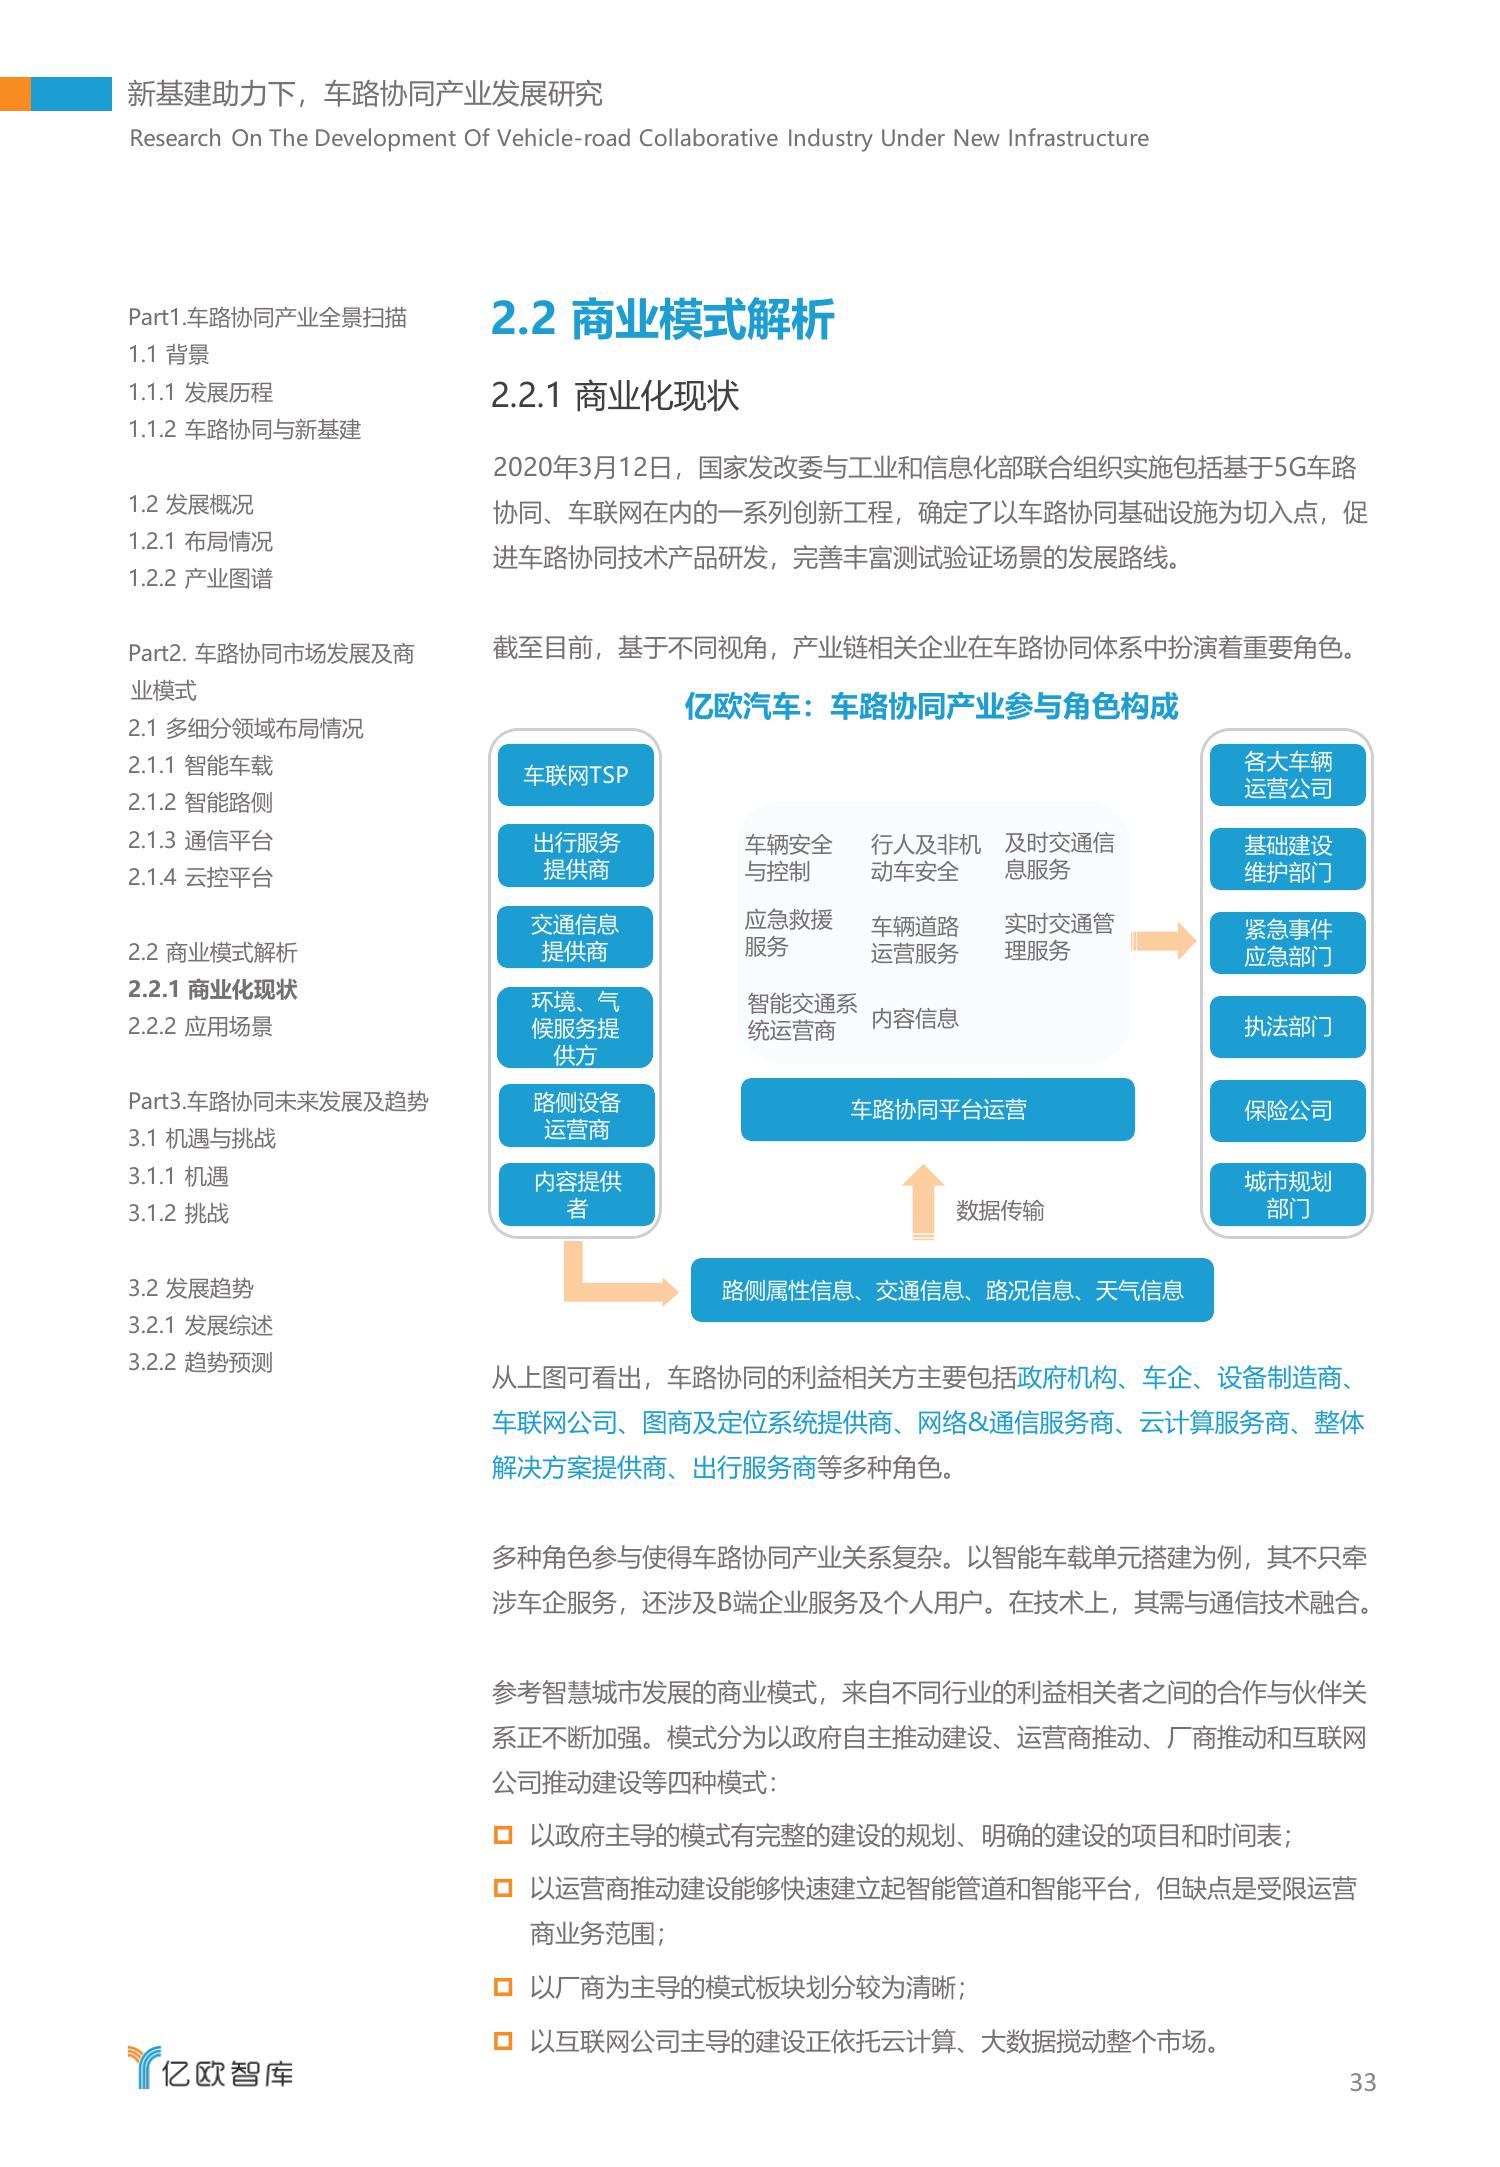 新基建助力下，车路协同产业发展研究
Research On The Development Of Vehicle-road Collaborative Industry Under New Infrastructure
Part1.车路协同产业全景扫描
1.1 背景
1.1.1 发展历程
1.1.2 车路协同与新基建
1.2 发展概况
1.2.1 布局情况
1.2.2 产业图谱
Part2. 车路协同市场发展及商
业模式
2.1 多细分领域布局情况
2.1.1 智能车载
2.1.2 智能路侧
2.1.3 通信平台
2.1.4 云控平台
2.2 商业模式解析
2.2.1 商业化现状
2.2.2 应用场景
Part3.车路协同未来发展及趋势
3.1 机遇与挑战
3.1.1 机遇
3.1.2 挑战
3.2 发展趋势
3.2.1 发展综述
3.2.2 趋势预测
2.2 商业模式解析
2.2.1 商业化现状
2020年3月12日，国家发改委与工业和信息化部联合组织实施包括基于5G车路
协同、车联网在内的一系列创新工程，确定了以车路协同基础设施为切入点，促
进车路协同技术产品研发，完善丰富测试验证场景的发展路线。
截至目前，基于不同视角，产业链相关企业在车路协同体系中扮演着重要角色。
亿欧汽车：车路协同产业参与角色构成
车联网TSP
出行服务
提供商
交通信息
提供商
环境、气
候服务提
供方
路侧设备
运营商
内容提供
者
车辆安全
与控制
行人及非机
动车安全
及时交通信
息服务
应急救援
服务
车辆道路
运营服务
实时交通管
理服务
智能交通系
统运营商
内容信息
车路协同平台运营
数据传输
路侧属性信息、交通信息、路况信息、天气信息
各大车辆
运营公司
基础建设
维护部门
紧急事件
应急部门
执法部门
保险公司
城市规划
部门
从上图可看出，车路协同的利益相关方主要包括政府机构、车企、设备制造商、
车联网公司、图商及定位系统提供商、网络&通信服务商、云计算服务商、整体
解决方案提供商、出行服务商等多种角色。
多种角色参与使得车路协同产业关系复杂。以智能车载单元搭建为例，其不只牵
涉车企服务，还涉及B端企业服务及个人用户。在技术上，其需与通信技术融合。
参考智慧城市发展的商业模式，来自不同行业的利益相关者之间的合作与伙伴关
系正不断加强。模式分为以政府自主推动建设、运营商推动、厂商推动和互联网
公司推动建设等四种模式：
以政府主导的模式有完整的建设的规划、明确的建设的项目和时间表；
以运营商推动建设能够快速建立起智能管道和智能平台，但缺点是受限运营
商业务范围；
以厂商为主导的模式板块划分较为清晰；
以互联网公司主导的建设正依托云计算、大数据搅动整个市场。
亿欧智库
33